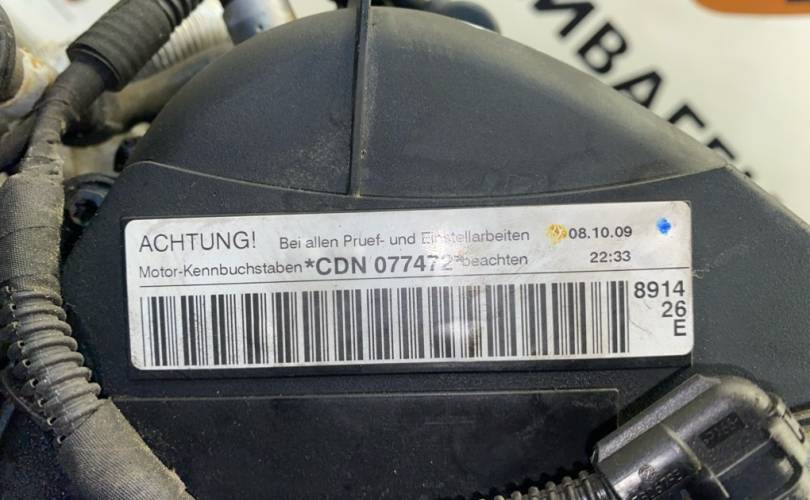 ACHTUNG! Bei allen Pruef- und Einstellarbeiten 08.10.09
Motor-Kennbuchstaben *CDN 077472* beachten 22:33
8914
26
E